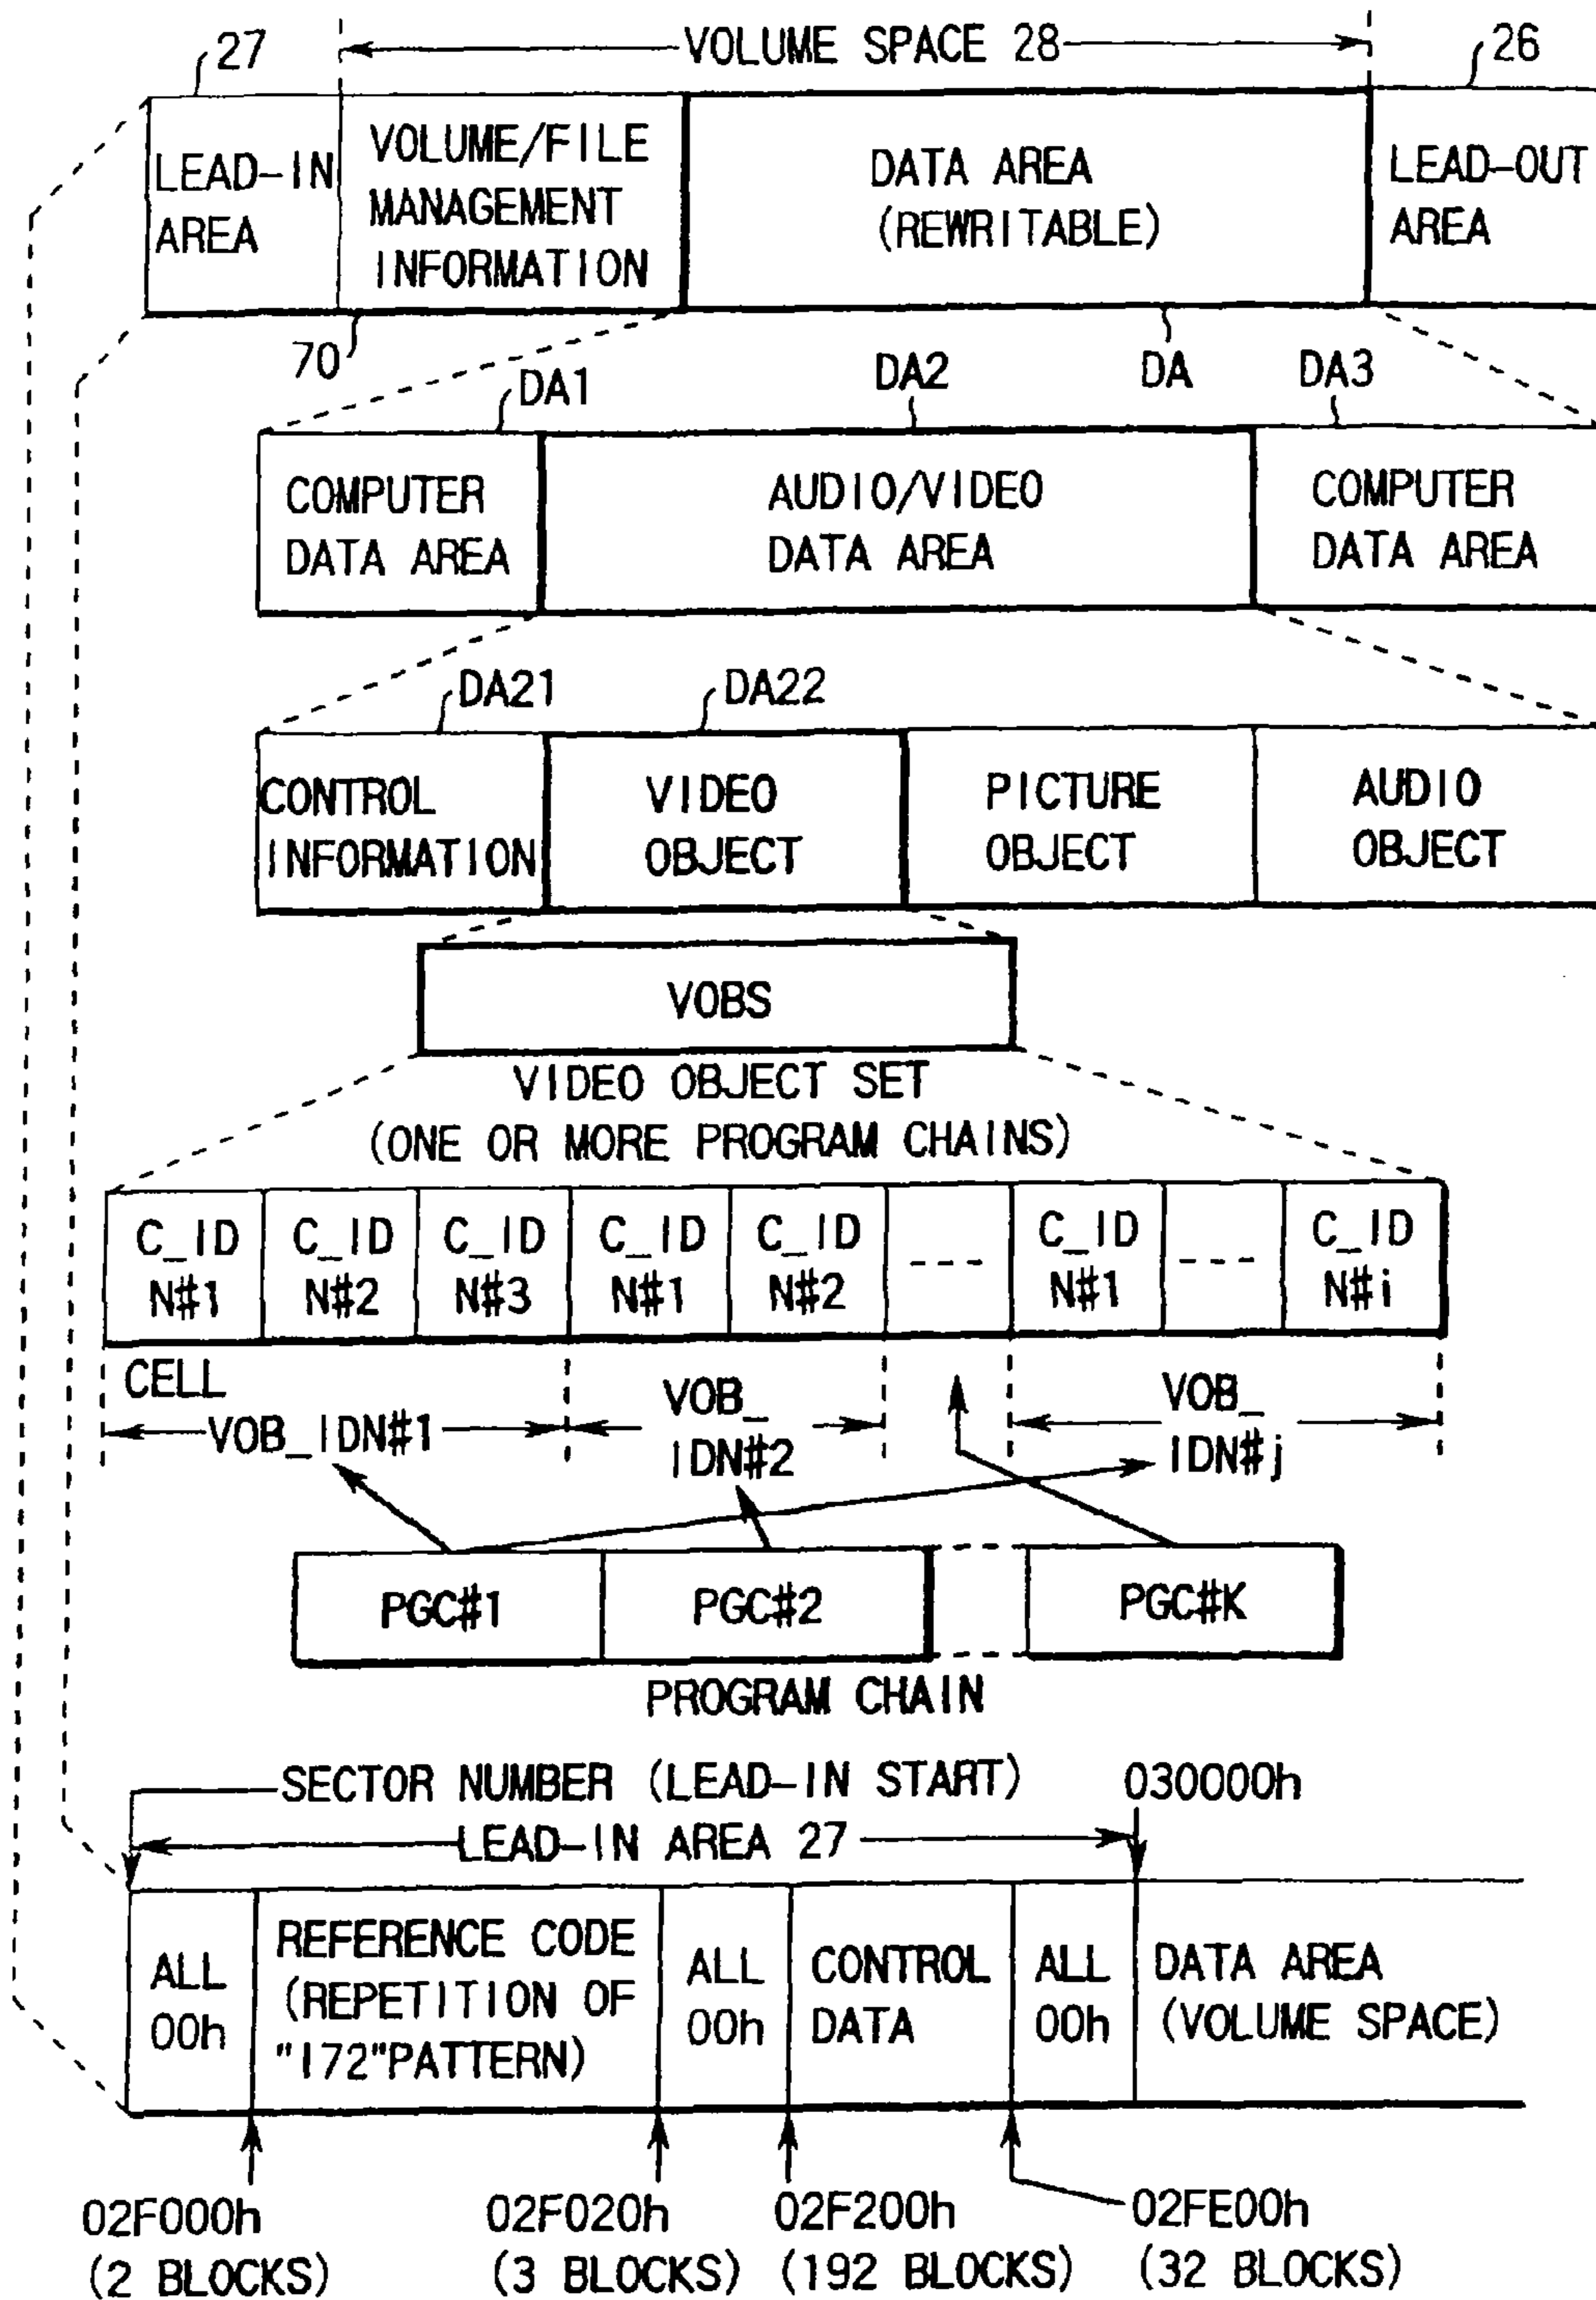 27
VOLUME SPACE 28
26
LEAD-IN
AREA
VOLUME/FILE
MANAGEMENT
INFORMATION
DATA AREA
(REWRITABLE)
LEAD-OUT
AREA
70
DA1
DA2
DA
DA3
COMPUTER
DATA AREA
AUDIO/VIDEO
DATA AREA
COMPUTER
DATA AREA
DA21
DA22
CONTROL
INFORMATION
VIDEO
OBJECT
PICTURE
OBJECT
AUDIO
OBJECT
VOBS
VIDEO OBJECT SET
(ONE OR MORE PROGRAM CHAINS)
C_ID
N#1
C_ID
N#2
C_ID
N#3
C_ID
N#1
C_ID
N#2
C_ID
N#1
C_ID
N#i
CELL
VOB_IDN#1
VOB_
IDN#2
VOB_
IDN#j
PGC#1
PGC#2
PGC#K
PROGRAM CHAIN
SECTOR NUMBER (LEAD-IN START)
030000h
LEAD-IN AREA 27
ALL
00h
REFERENCE CODE
(REPETITION OF
"172"PATTERN)
ALL
00h
CONTROL
DATA
ALL
00h
DATA AREA
(VOLUME SPACE)
02F000h
(2 BLOCKS)
02F020h
(3 BLOCKS)
02F200h
(192 BLOCKS)
02FE00h
(32 BLOCKS)